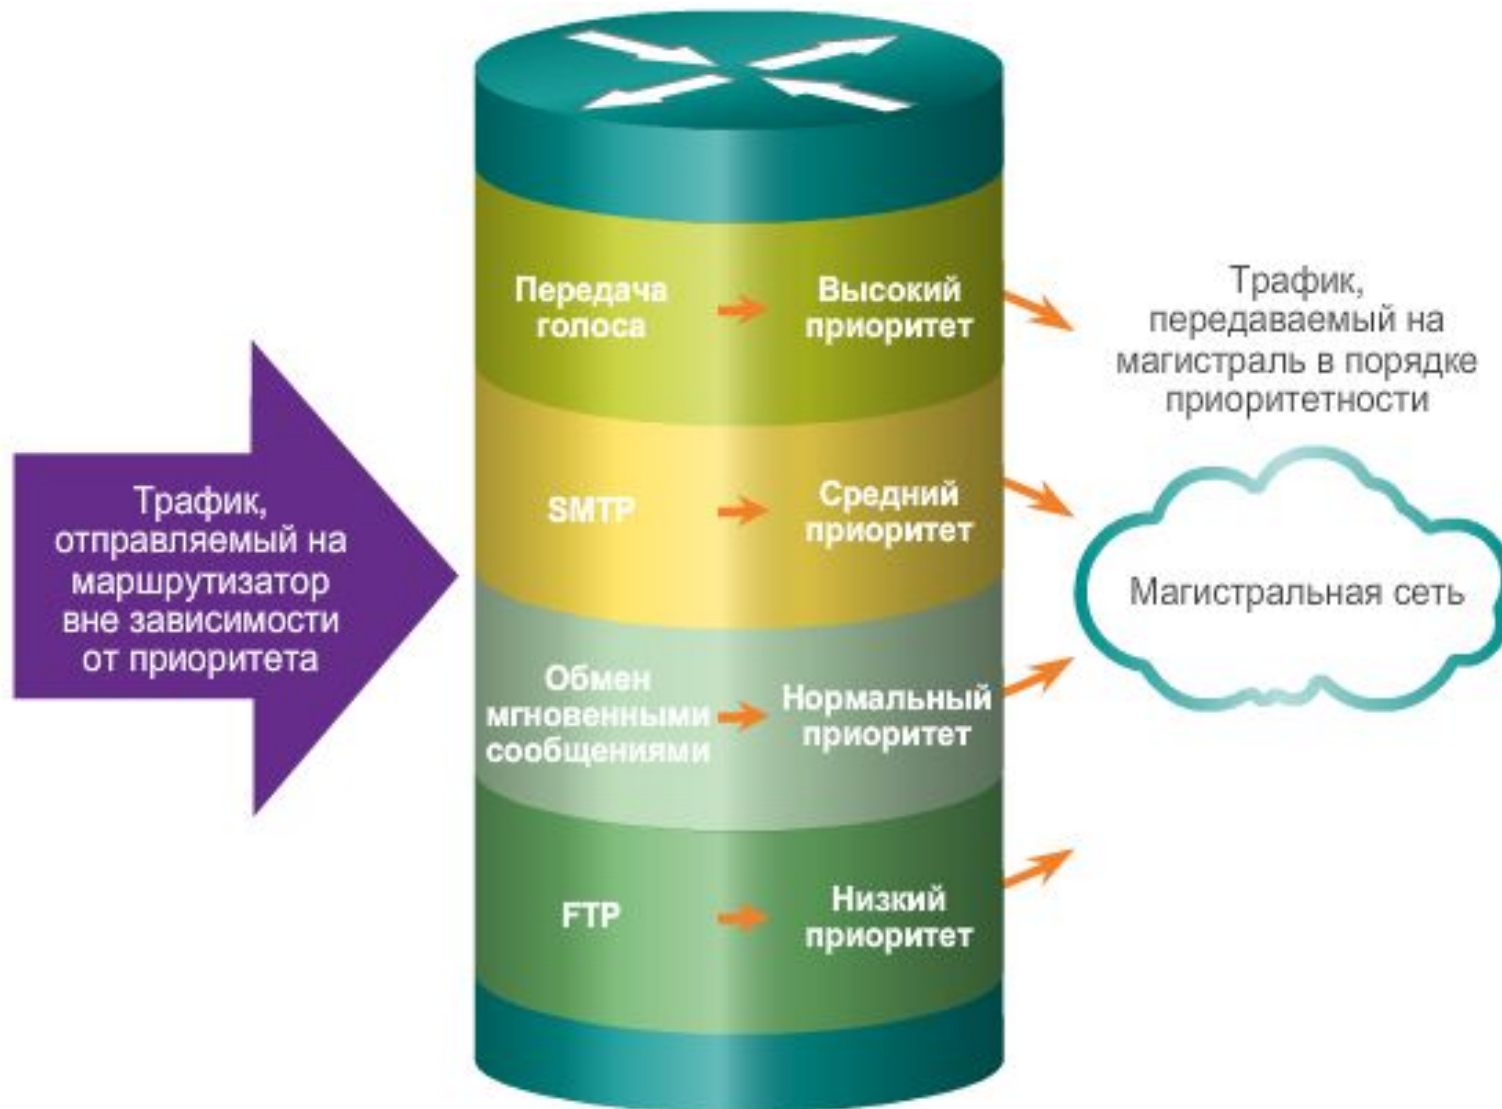 Трафик,
отправляемый на
маршрутизатор
вне зависимости
от приоритета
Передача
голоса
Высокий
приоритет
SMTP
Средний
приоритет
Обмен
мгновенными
сообщениями
Нормальный
приоритет
FTP
Низкий
приоритет
Трафик,
передаваемый на
магистраль в порядке
приоритетности
Магистральная сеть